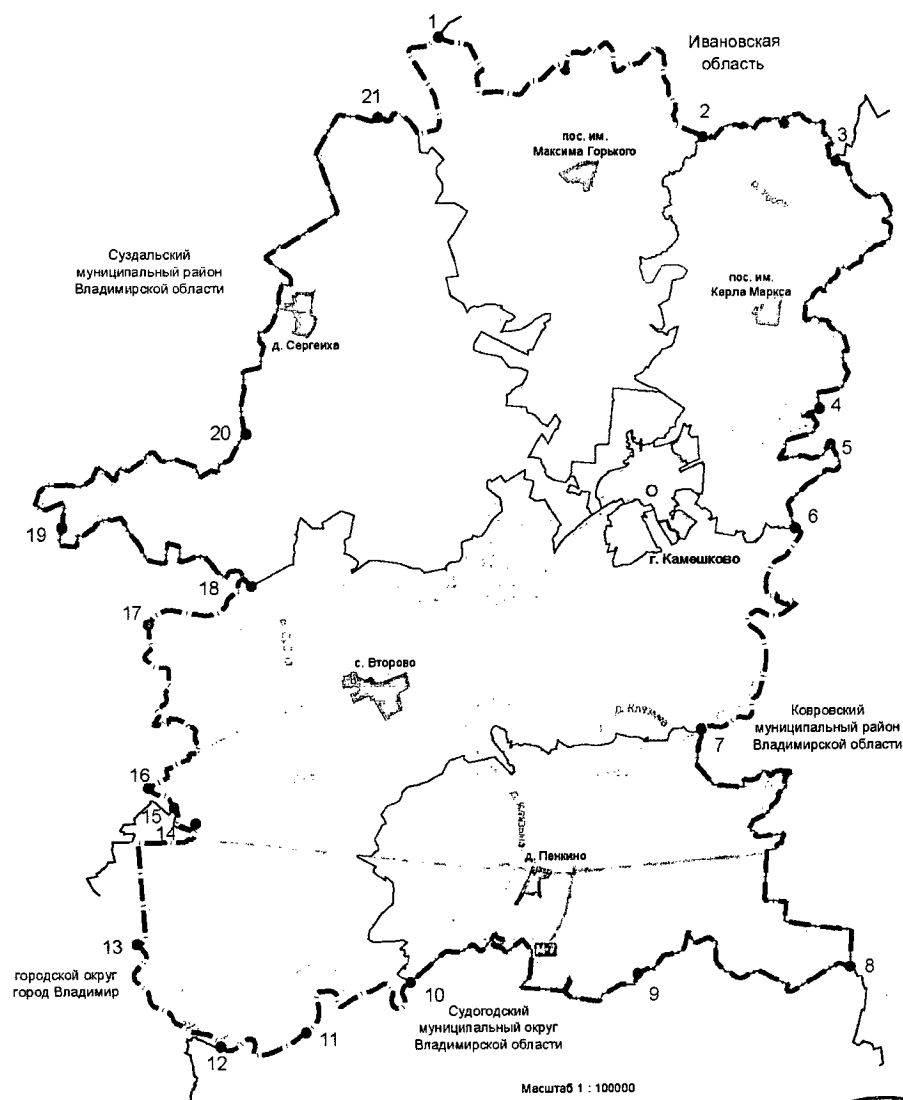 1
Ивановская
область
21
2
3
пос. им.
Максима Горького
Суздальский
муниципальный район
Владимирской области
пос. им.
Карла Маркса
д. Сергеиха
4
20
5
19
6
г. Камешково
18
17
с. Второво
р. Клязьма
7
Ковровский
муниципальный район
Владимирской области
16
15
14
д. Пенкино
13
М-7
8
городской округ
город Владимир
10
9
Судогодский
муниципальный округ
Владимирской области
11
12
Масштаб 1 : 100000